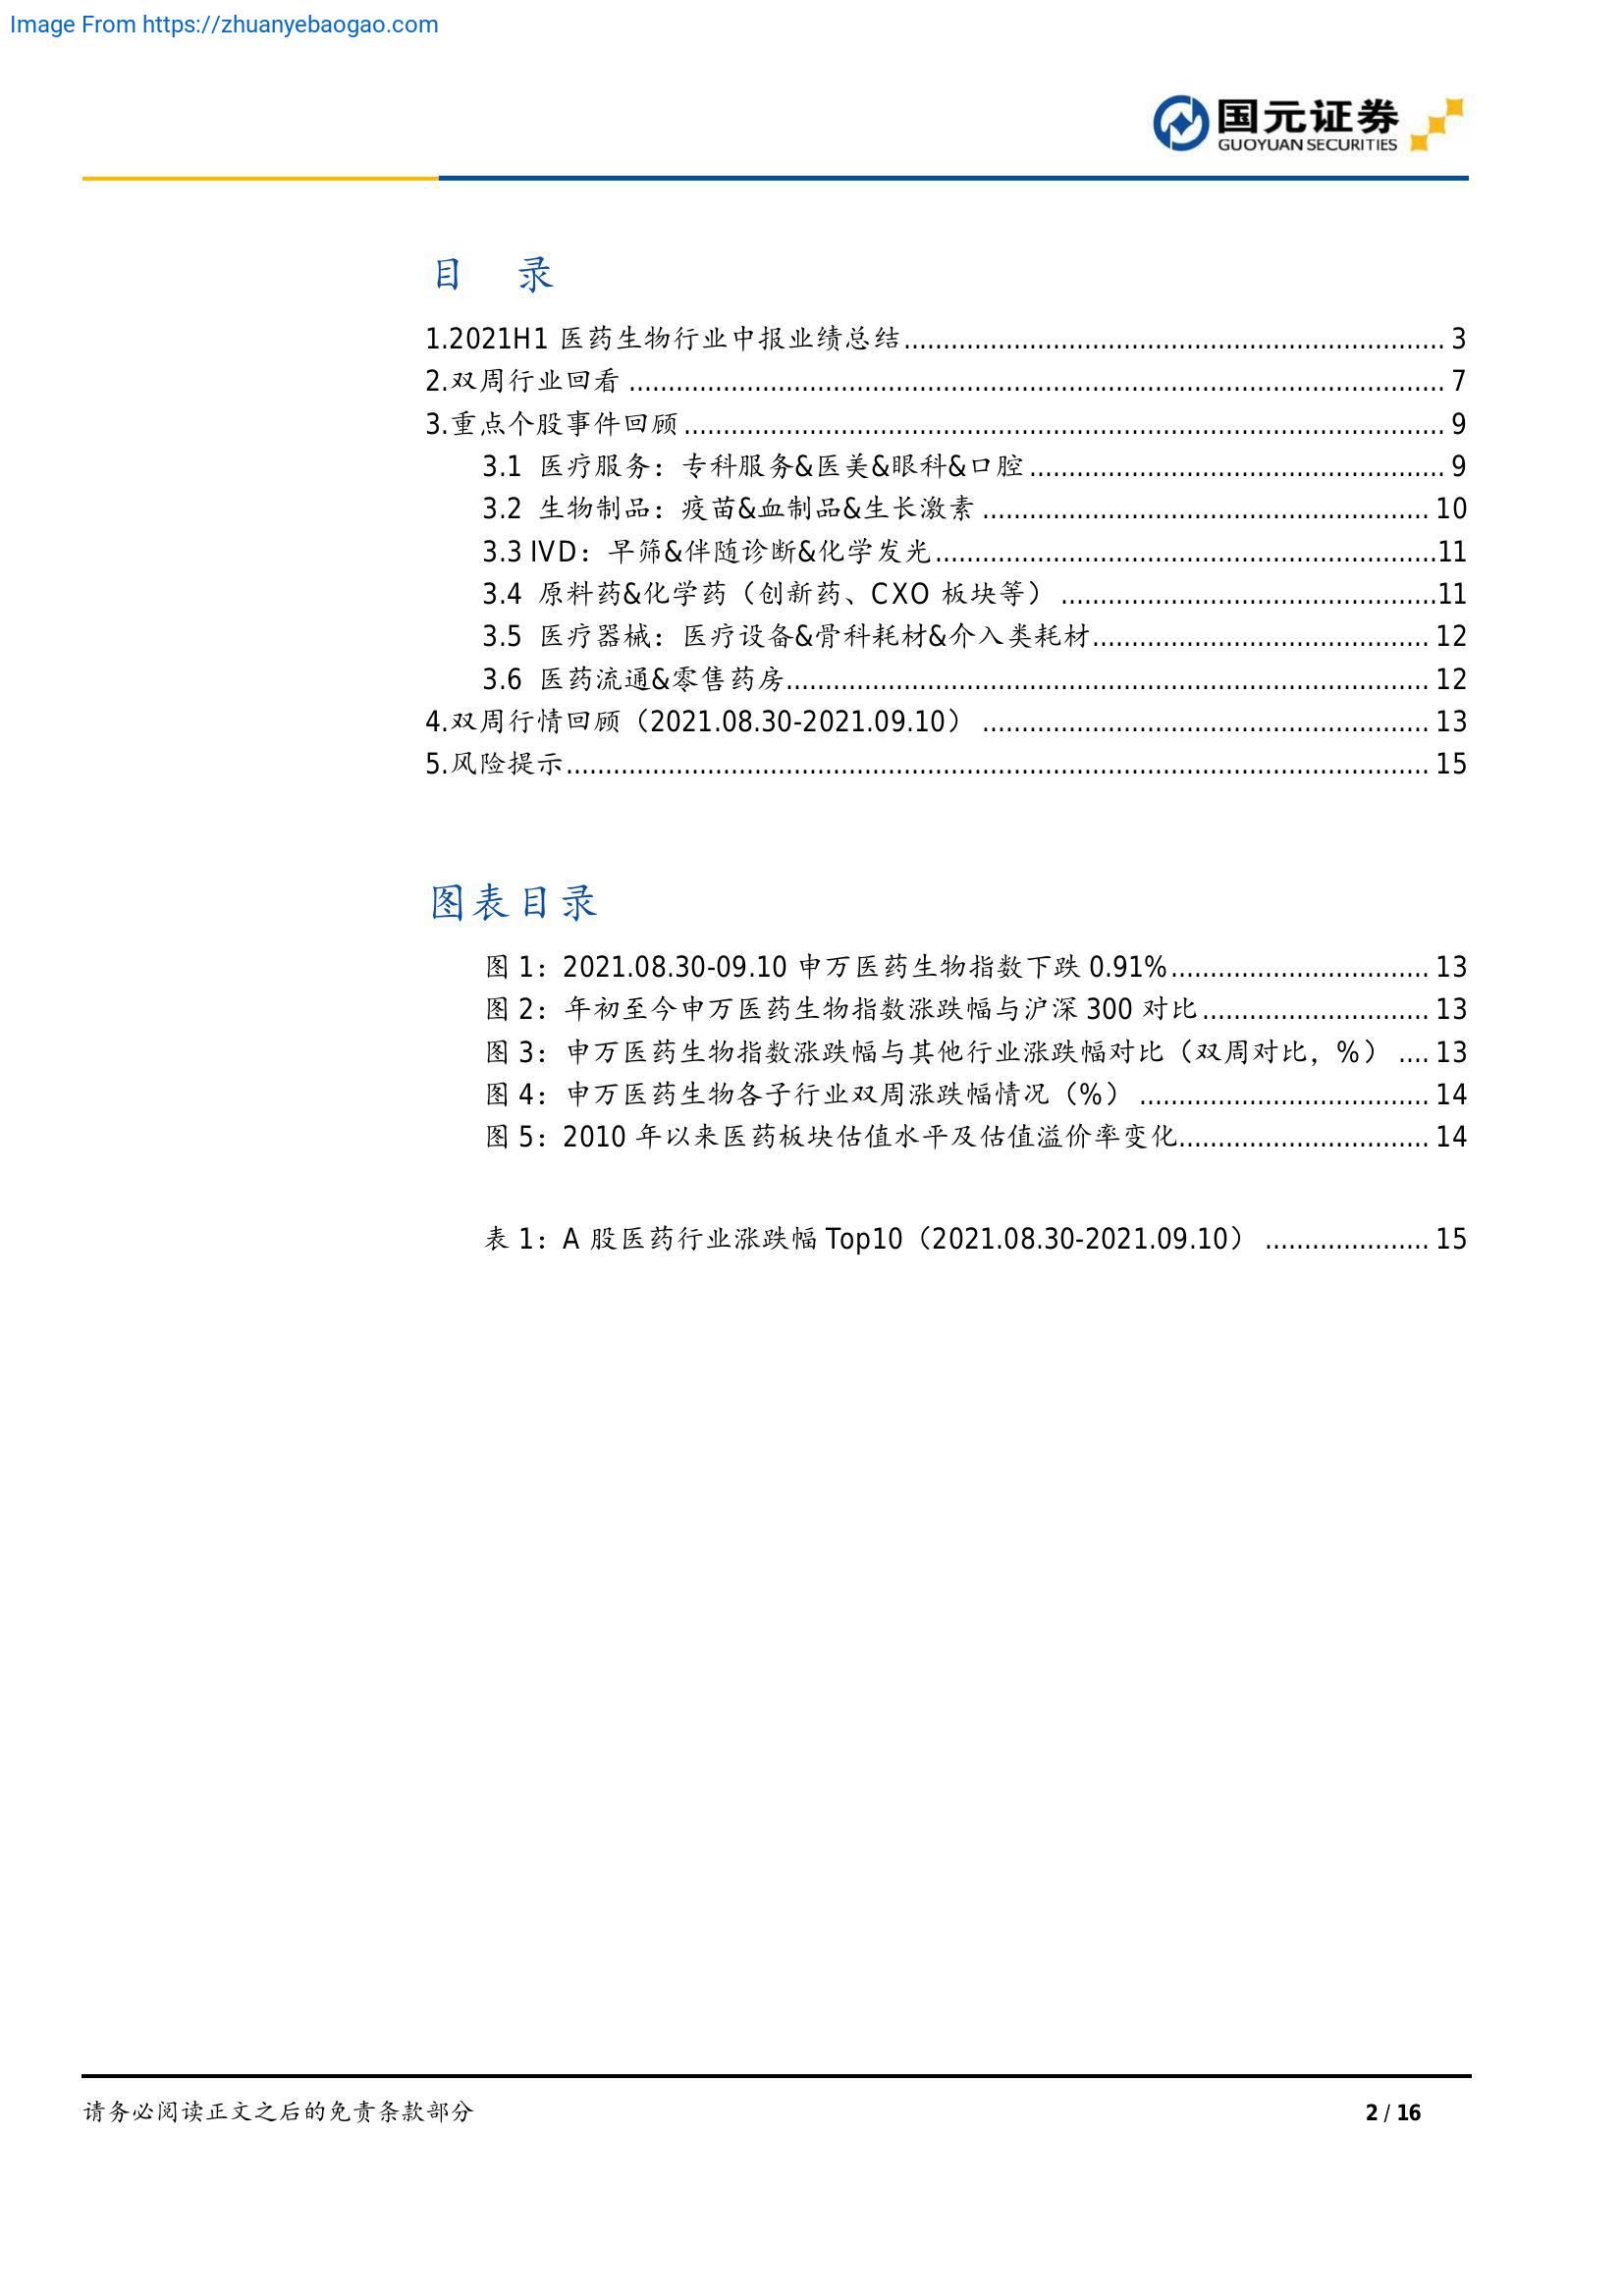 Image From https://zhuanyebaogao.com
国元证券
GUOYUAN SECURITIES
目 录
1.2021H1 医药生物行业中报业绩总结..................................................................... 3
2.双周行业回看 ........................................................................................................ 7
3.重点个股事件回顾................................................................................................. 9
3.1 医疗服务：专科服务&医美&眼科&口腔..................................................... 9
3.2 生物制品：疫苗&血制品&生长激素 ......................................................... 10
3.3 IVD：早筛&伴随诊断&化学发光................................................................11
3.4 原料药&化学药（创新药、CXO 板块等） ................................................11
3.5 医疗器械：医疗设备&骨科耗材&介入类耗材........................................... 12
3.6 医药流通&零售药房.................................................................................. 12
4.双周行情回顾（2021.08.30-2021.09.10） ......................................................... 13
5.风险提示.............................................................................................................. 15
图表目录
图 1：2021.08.30-09.10 申万医药生物指数下跌 0.91%................................. 13
图 2：年初至今申万医药生物指数涨跌幅与沪深 300 对比............................. 13
图 3：申万医药生物指数涨跌幅与其他行业涨跌幅对比（双周对比，%） .... 13
图 4：申万医药生物各子行业双周涨跌幅情况（%） ..................................... 14
图 5：2010 年以来医药板块估值水平及估值溢价率变化................................ 14
表 1：A 股医药行业涨跌幅 Top10（2021.08.30-2021.09.10） ..................... 15
请务必阅读正文之后的免责条款部分
2 / 16